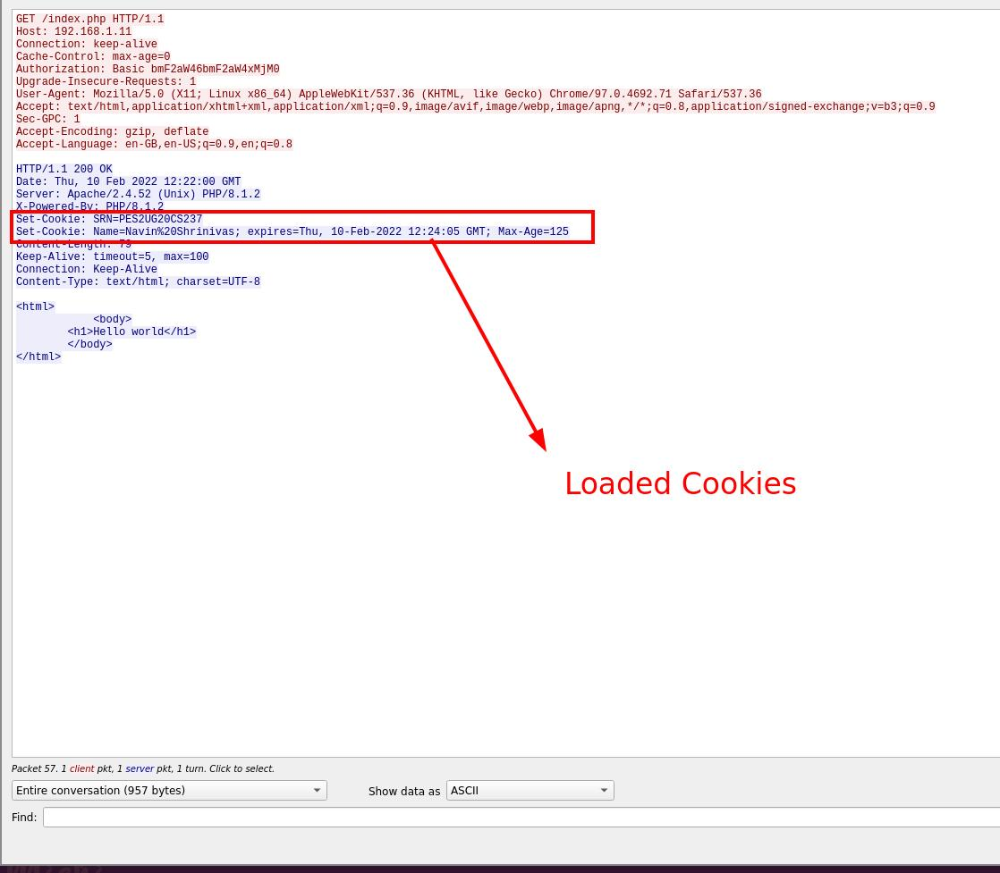 GET /index.php HTTP/1.1
Host: 192.168.1.11
Connection: keep-alive
Cache-Control: max-age=0
Authorization: Basic bmF2aW46bmF2aW4xMjM0
Upgrade-Insecure-Requests: 1
User-Agent: Mozilla/5.0 (X11; Linux x86_64) AppleWebKit/537.36 (KHTML, like Gecko) Chrome/97.0.4692.71 Safari/537.36
Accept: text/html,application/xhtml+xml,application/xml;q=0.9,image/avif,image/webp,image/apng,*/*;q=0.8,application/signed-exchange;v=b3;q=0.9
Sec-GPC: 1
Accept-Encoding: gzip, deflate
Accept-Language: en-GB,en-US;q=0.9,en;q=0.8
HTTP/1.1 200 OK
Date: Thu, 10 Feb 2022 12:22:00 GMT
Server: Apache/2.4.52 (Unix) PHP/8.1.2
X-Powered-By: PHP/8.1.2
Set-Cookie: SRN=PES2UG20CS237
Set-Cookie: Name=Navin%20Shrinivas; expires=Thu, 10-Feb-2022 12:24:05 GMT; Max-Age=125
Content-Length: 79
Keep-Alive: timeout=5, max=100
Connection: Keep-Alive
Content-Type: text/html; charset=UTF-8
<html>
<body>
<h1>Hello world</h1>
</body>
</html>
Loaded Cookies
Packet 57. 1 client pkt, 1 server pkt, 1 turn. Click to select.
Entire conversation (957 bytes)
Show data as ASCII
Find: